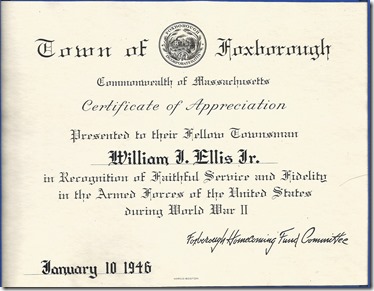 Town of Foxborough
Commonwealth of Massachusetts
Certificate of Appreciation
Presented to their Fellow Townsman
William I. Ellis Jr.
in Recognition of Faithful Service and Fidelity
in the Armed Forces of the United States
during World War II
Foxborough Homecoming Fund Committee
January 10 1946